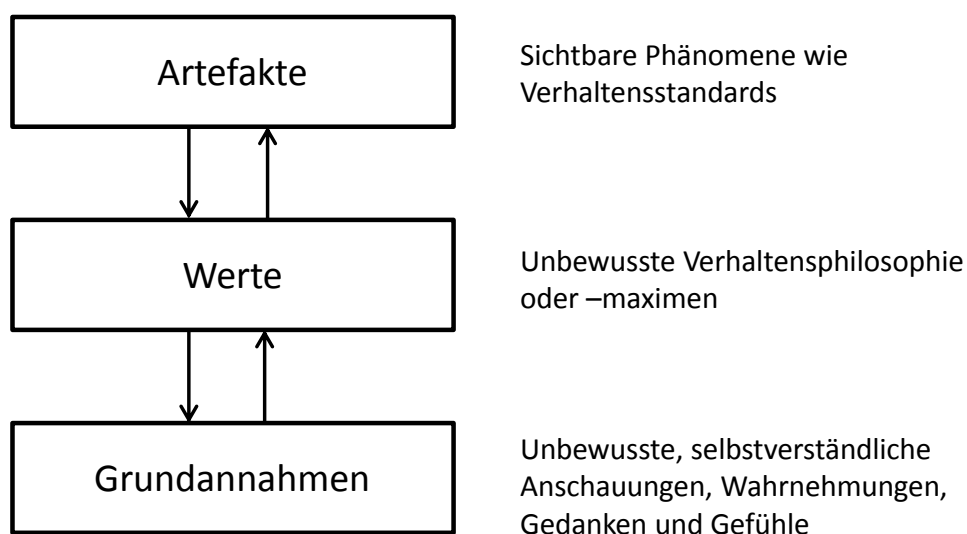 Artefakte
Sichtbare Phänomene wie
Verhaltensstandards
Werte
Unbewusste Verhaltensphilosophie
oder –maximen
Grundannahmen
Unbewusste, selbstverständliche
Anschauungen, Wahrnehmungen,
Gedanken und Gefühle